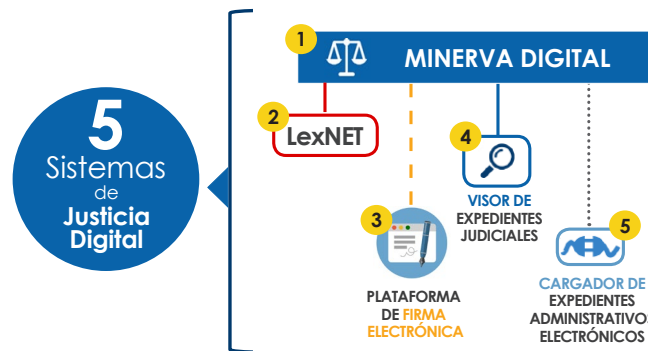 5
Sistemas
de
Justicia
Digital
1
MINERVA DIGITAL
2
LexNET
3
PLATAFORMA
DE FIRMA
ELECTRÓNICA
4
VISOR DE
EXPEDIENTES
JUDICIALES
5
CARGADOR DE
EXPEDIENTES
ADMINISTRATIVOS
ELECTRÓNICOS